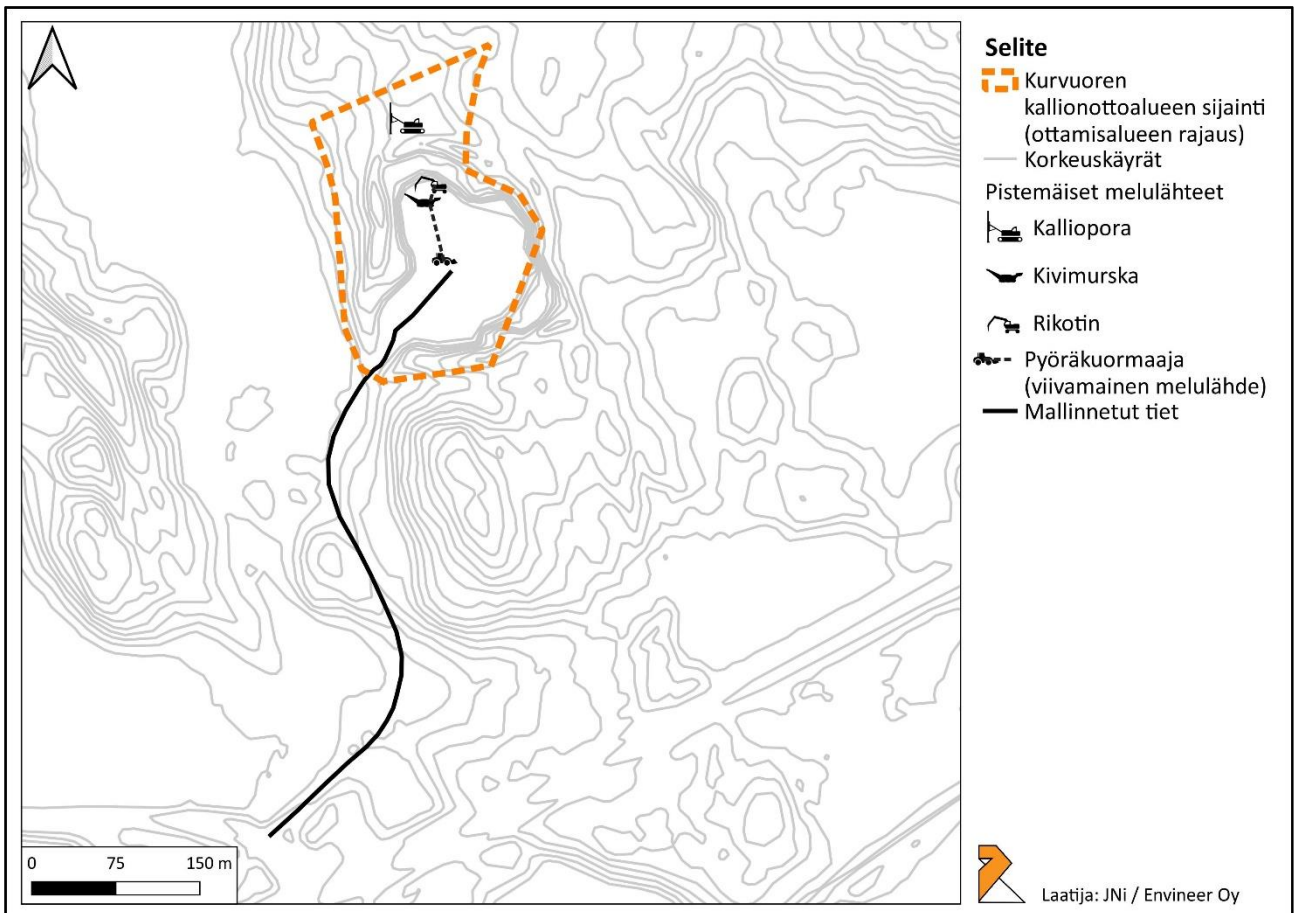 Selite
Kurvuoren
kallionottoalueen sijainti
(ottamisalueen rajaus)
Korkeuskäyrät
Pistemäiset melulähteet
Kalliopora
Kivimurska
Rikotin
Pyöräkuormaaja
(viivamainen melulähde)
Mallinnetut tiet
0 75 150 m
Laatija: JNi / Envineer Oy